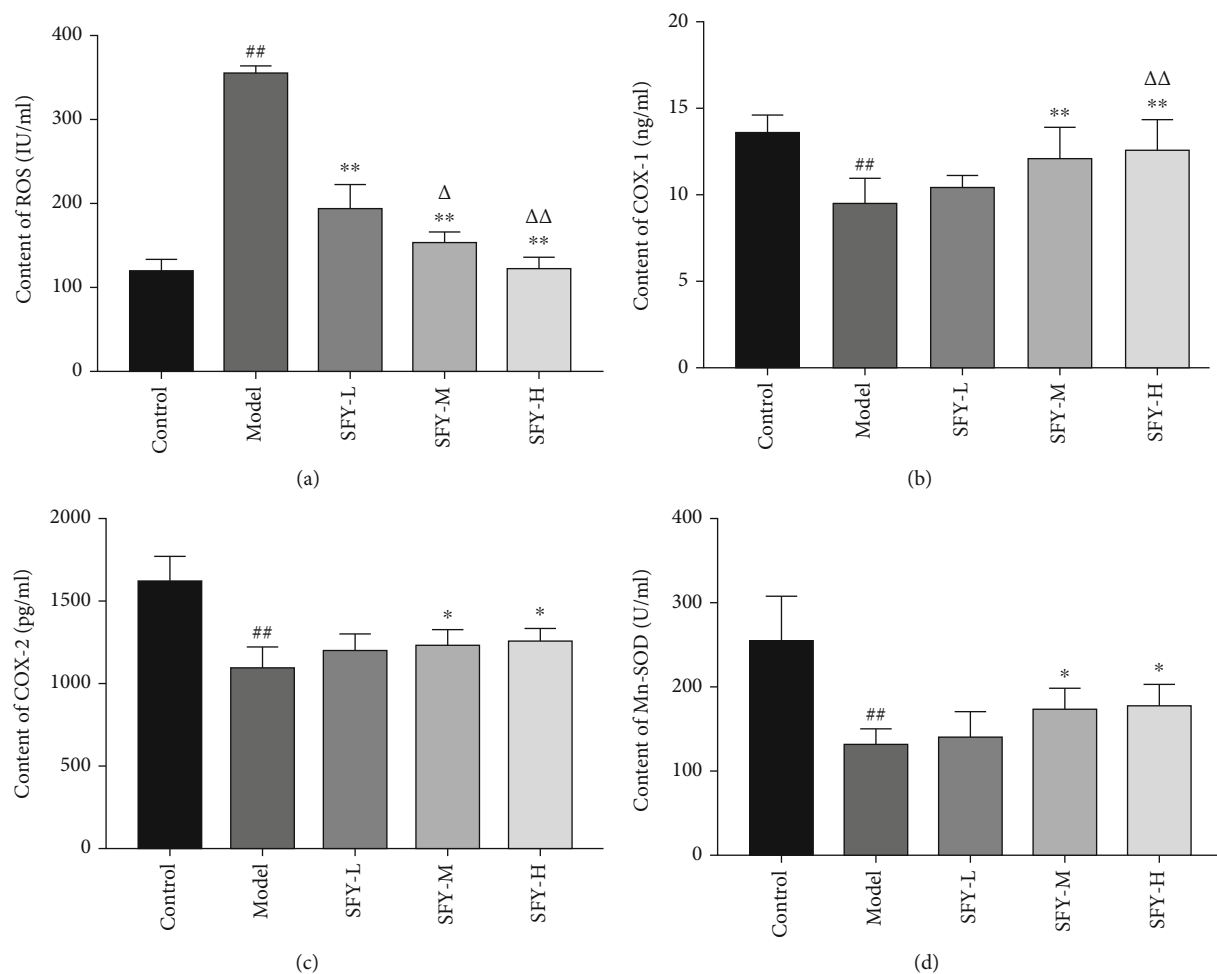 Content of ROS (IU/ml)
400
300
200
100
0
##
**
Δ
**
ΔΔ
**
Control
Model
SFY-L
SFY-M
SFY-H
(a)
Content of COX-1 (ng/ml)
20
15
10
5
0
##
**
ΔΔ
**
Control
Model
SFY-L
SFY-M
SFY-H
(b)
Content of COX-2 (pg/ml)
2000
1500
1000
500
0
##
*
*
Control
Model
SFY-L
SFY-M
SFY-H
(c)
Content of Mn-SOD (U/ml)
400
300
200
100
0
##
*
*
Control
Model
SFY-L
SFY-M
SFY-H
(d)